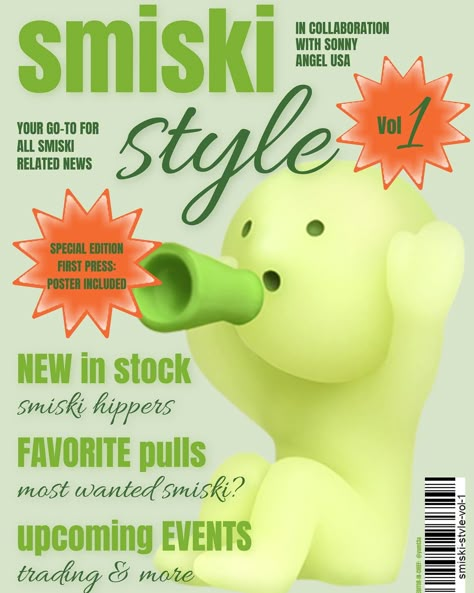 smiski
style
IN COLLABORATION
WITH SONNY
ANGEL USA
Vol 1
YOUR GO-TO FOR
ALL SMISKI
RELATED NEWS
SPECIAL EDITION
FIRST PRESS:
POSTER INCLUDED
NEW in stock
smiski hippers
FAVORITE pulls
most wanted smiski?
upcoming EVENTS
trading & more
smiski-style-vol-1